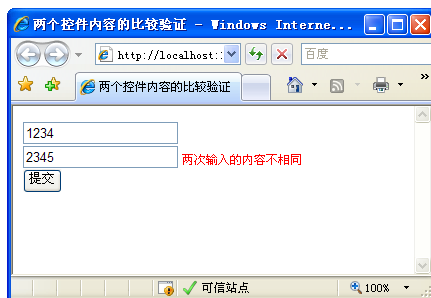 两个控件内容的比较验证 - Windows Interne...
http://localhost:
百度
两个控件内容的比较验证
»
1234
2345 两次输入的内容不相同
提交
可信站点 100%